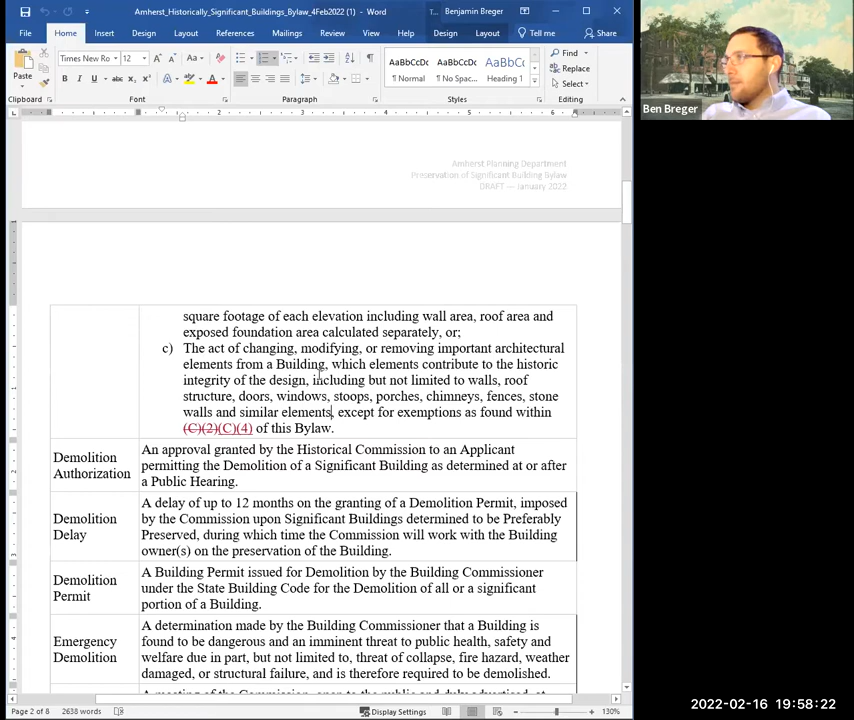 Amherst_Historically_Significant_Buildings_Bylaw_4Feb2022 (1) - Word
T...
Benjamin Breger
File
Home
Insert
Design
Layout
References
Mailings
Review
View
Help
Design
Layout
Tell me
Share
Paste
Times New Ro
12
Aa
Clipboard
Font
Paragraph
AaBbCcDc
AaBbCcDc
AaBbCc
¶ Normal
¶ No Spac...
Heading 1
Styles
Find
Replace
Select
Editing
Ben Breger
Amherst Planning Department
Preservation of Significant Building Bylaw
DRAFT — January 2022
square footage of each elevation including wall area, roof area and
exposed foundation area calculated separately, or;
c) The act of changing, modifying, or removing important architectural
elements from a Building, which elements contribute to the historic
integrity of the design, including but not limited to walls, roof
structure, doors, windows, stoops, porches, chimneys, fences, stone
walls and similar elements, except for exemptions as found within
(C)(2)(C)(4) of this Bylaw.
Demolition
Authorization
An approval granted by the Historical Commission to an Applicant
permitting the Demolition of a Significant Building as determined at or after
a Public Hearing.
Demolition
Delay
A delay of up to 12 months on the granting of a Demolition Permit, imposed
by the Commission upon Significant Buildings determined to be Preferably
Preserved, during which time the Commission will work with the Building
owner(s) on the preservation of the Building.
Demolition
Permit
A Building Permit issued for Demolition by the Building Commissioner
under the State Building Code for the Demolition of all or a significant
portion of a Building.
Emergency
Demolition
A determination made by the Building Commissioner that a Building is
found to be dangerous and an imminent threat to public health, safety and
welfare due in part, but not limited to, threat of collapse, fire hazard, weather
damaged, or structural failure, and is therefore required to be demolished.
A meeting of the Commission, open to the public and duly advertised, at
Page 2 of 8
2638 words
Display Settings
130%
2022-02-16 19:58:22